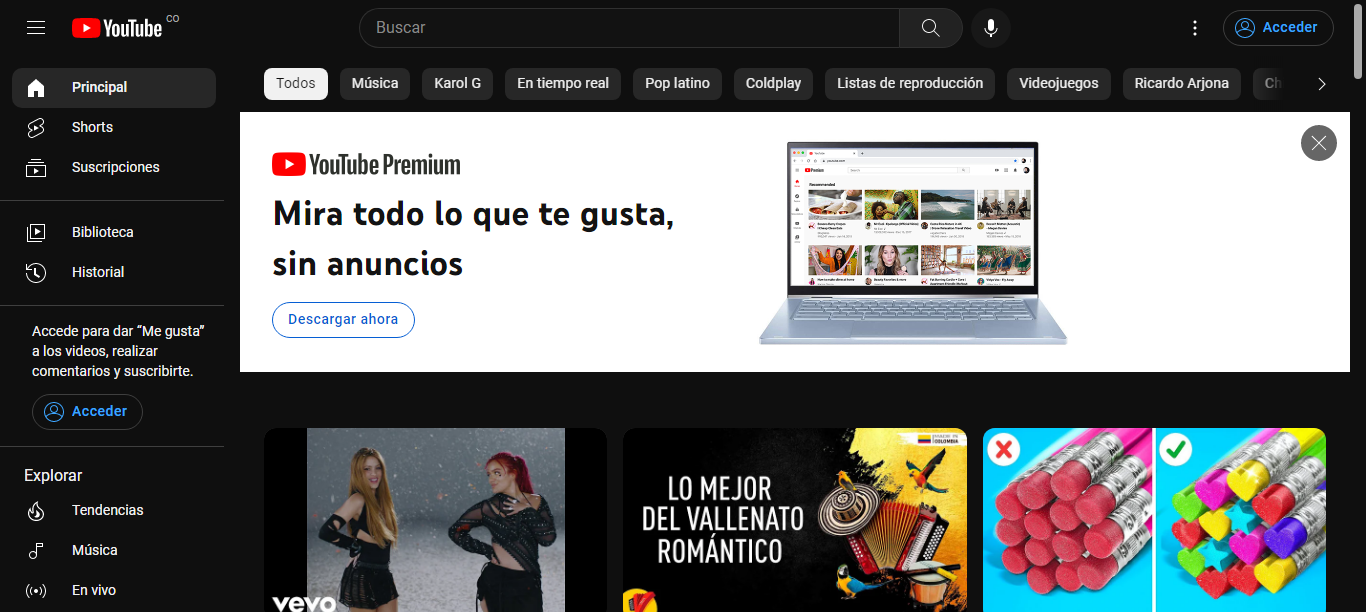 YouTube CO
Buscar
Acceder
Principal
Shorts
Suscripciones
Biblioteca
Historial
Accede para dar “Me gusta”
a los videos, realizar
comentarios y suscribirte.
Acceder
Explorar
Tendencias
Música
En vivo
Todos
Música
Karol G
En tiempo real
Pop latino
Coldplay
Listas de reproducción
Videojuegos
Ricardo Arjona
YouTube Premium
Mira todo lo que te gusta,
sin anuncios
Descargar ahora
Premium
Recommended
vevo
LO MEJOR
DEL VALLENATO
ROMÁNTICO
COLOMBIA